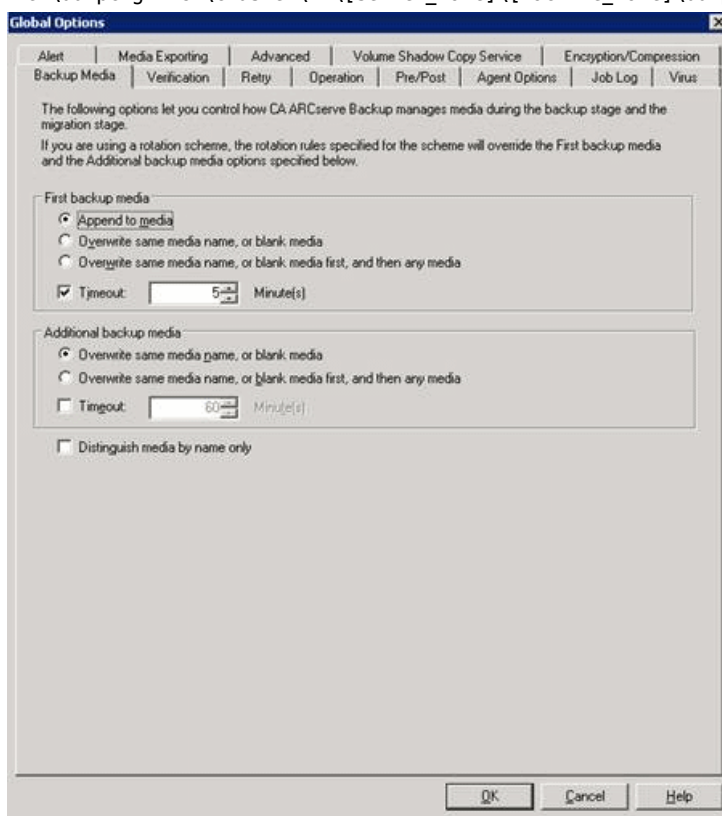 Global Options
Alert Media Exporting Advanced Volume Shadow Copy Service Encryption/Compression
Backup Media Verification Retry Operation Pre/Post Agent Options Job Log Virus
The following options let you control how CA ARCserve Backup manages media during the backup stage and the
migration stage.
If you are using a rotation scheme, the rotation rules specified for the scheme will override the First backup media
and the Additional backup media options specified below.
First backup media
Append to media
Overwrite same media name, or blank media
Overwrite same media name, or blank media first, and then any media
Timeout: 5 Minute(s)
Additional backup media
Overwrite same media name, or blank media
Overwrite same media name, or blank media first, and then any media
Timeout: 60 Minute(s)
Distinguish media by name only
OK Cancel Help